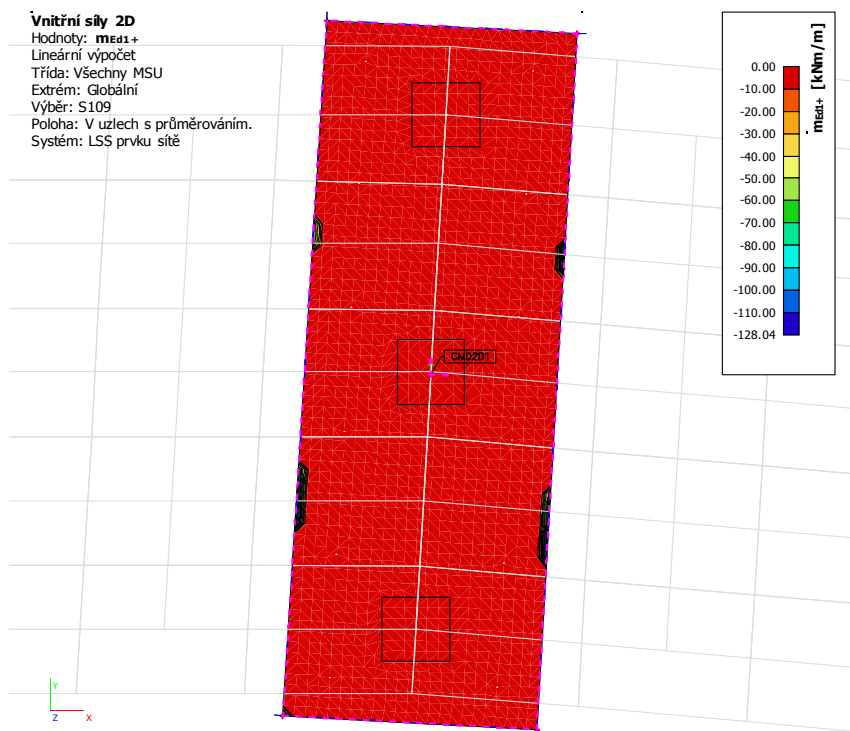 Vnitřní síly 2D
Hodnoty: mEd1+
Lineární výpočet
Třída: Všechny MSU
Extrém: Globální
Výběr: S109
Poloha: V uzlech s průměrováním.
Systém: LSS prvku sítě
0.00
-10.00
-20.00
-30.00
-40.00
-50.00
-60.00
-70.00
-80.00
-90.00
-100.00
-110.00
-128.04
mEd1+ [kNm/m]
Y
Z
X